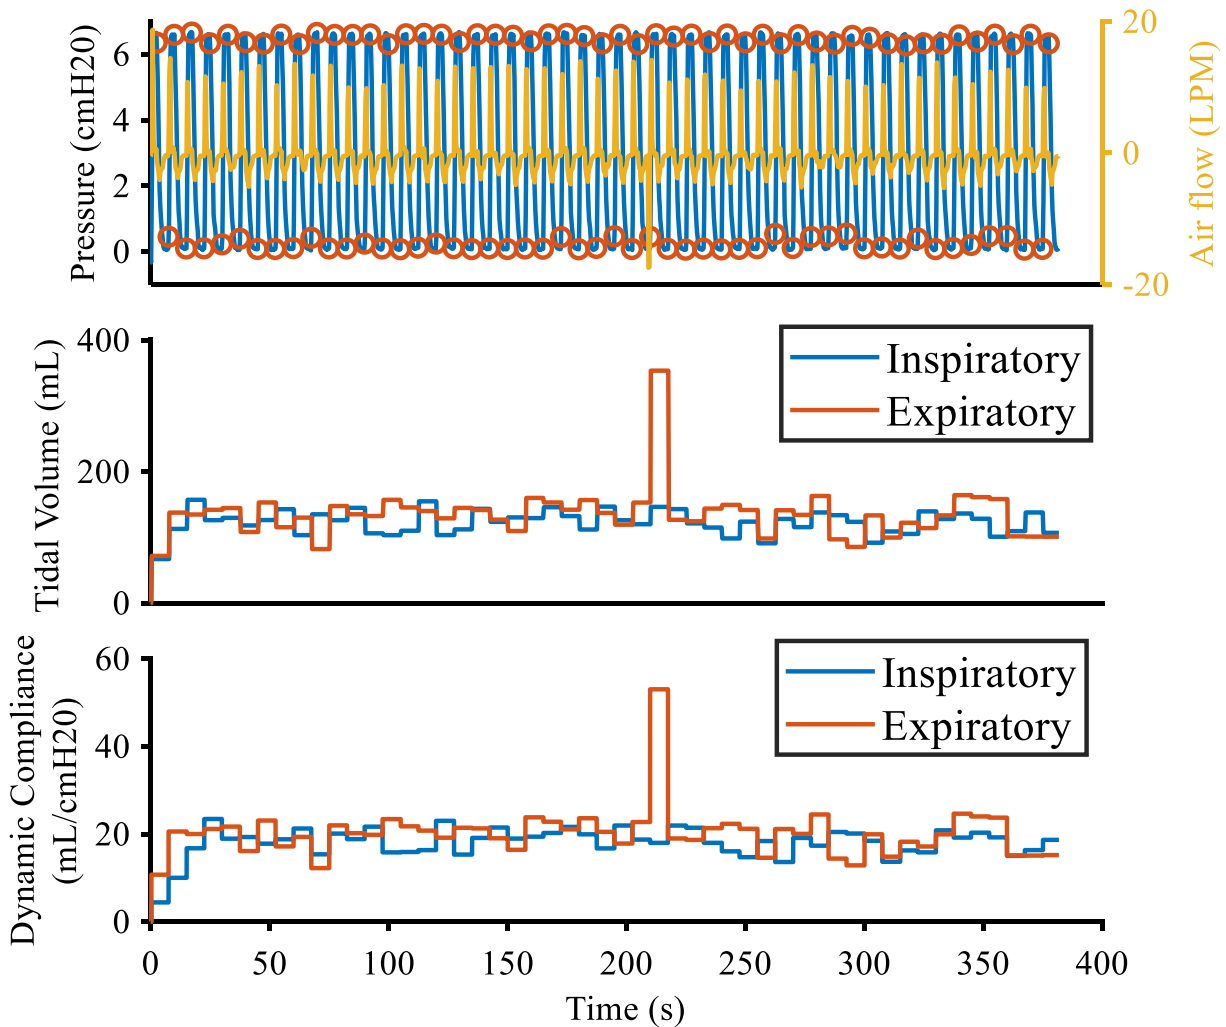 Pressure (cmH20)
6
4
2
0
20
0
-20
Air flow (LPM)
Tidal Volume (mL)
400
200
0
Inspiratory
Expiratory
Dynamic Compliance
(mL/cmH20)
60
40
20
0
Inspiratory
Expiratory
0 50 100 150 200 250 300 350 400
Time (s)